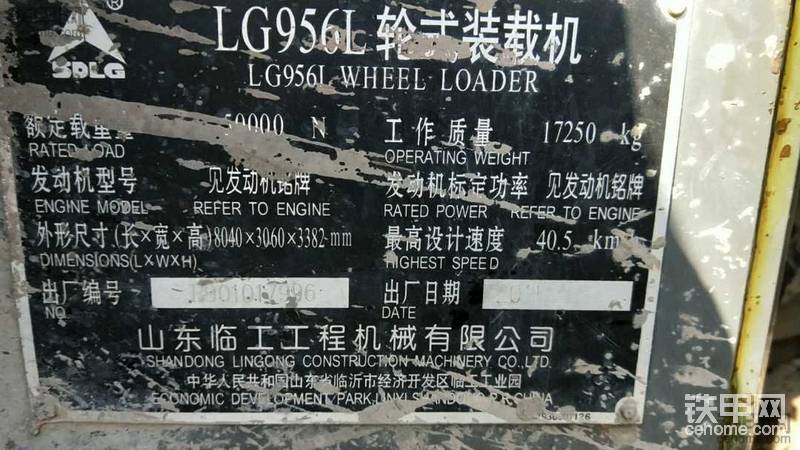 ®
SDLG
LG956L 轮式装载机
LG956L WHEEL LOADER
额定载重量 50000 N 工作质量 17250 kg
RATED LOAD OPERATING WEIGHT
发动机型号 见发动机铭牌 发动机标定功率 见发动机铭牌
ENGINE MODEL REFER TO ENGINE RATED POWER REFER TO ENGINE
外形尺寸(长×宽×高)8040×3060×3382-mm 最高设计速度 40.5 km
DIMENSIONS(L×W×H) HIGHEST SPEED
出厂编号 出厂日期
NO. DATE
山东临工工程机械有限公司
SHANDONG LINGONG CONSTRUCTION MACHINERY CO.,LTD.
中华人民共和国山东省临沂市经济开发区临工工业园
ECONOMIC DEVELOPMENT PARK,LINYI SHANDONG P.R.CHINA
铁甲网
cehome.com